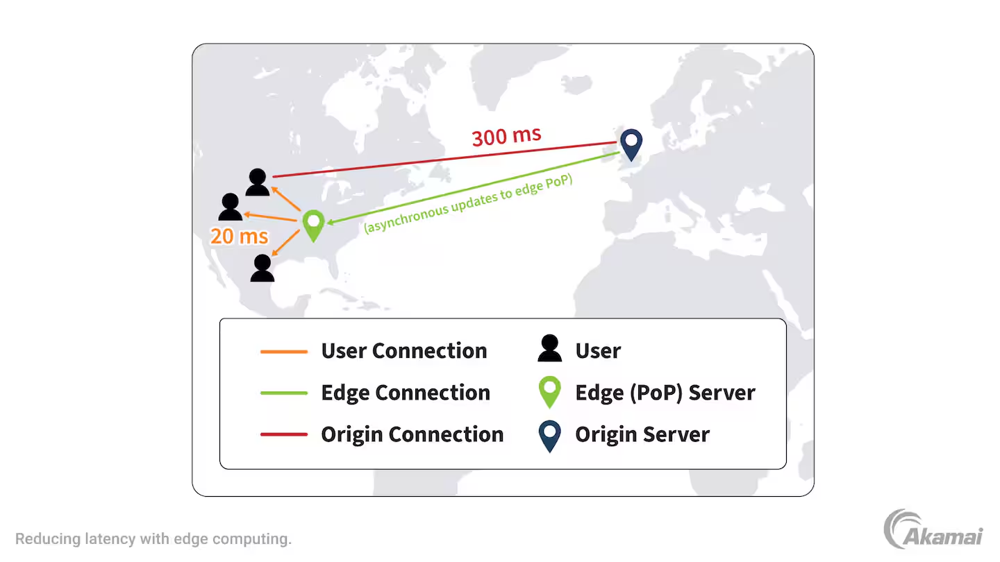 300 ms
(asynchronous updates to edge PoP)
20 ms
User Connection
User
Edge Connection
Edge (PoP) Server
Origin Connection
Origin Server
Reducing latency with edge computing.
Akamai